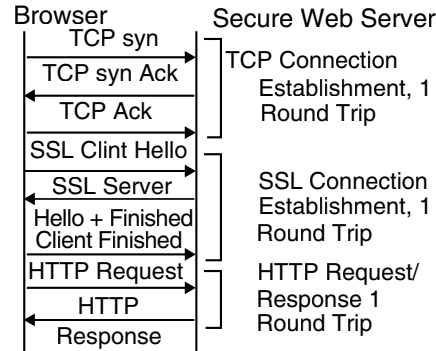 Browser
Secure Web Server
TCP syn
TCP syn Ack
TCP Ack
TCP Connection
Establishment, 1
Round Trip
SSL Clint Hello
SSL Server
Hello + Finished
Client Finished
SSL Connection
Establishment, 1
Round Trip
HTTP Request
HTTP
Response
HTTP Request/
Response 1
Round Trip